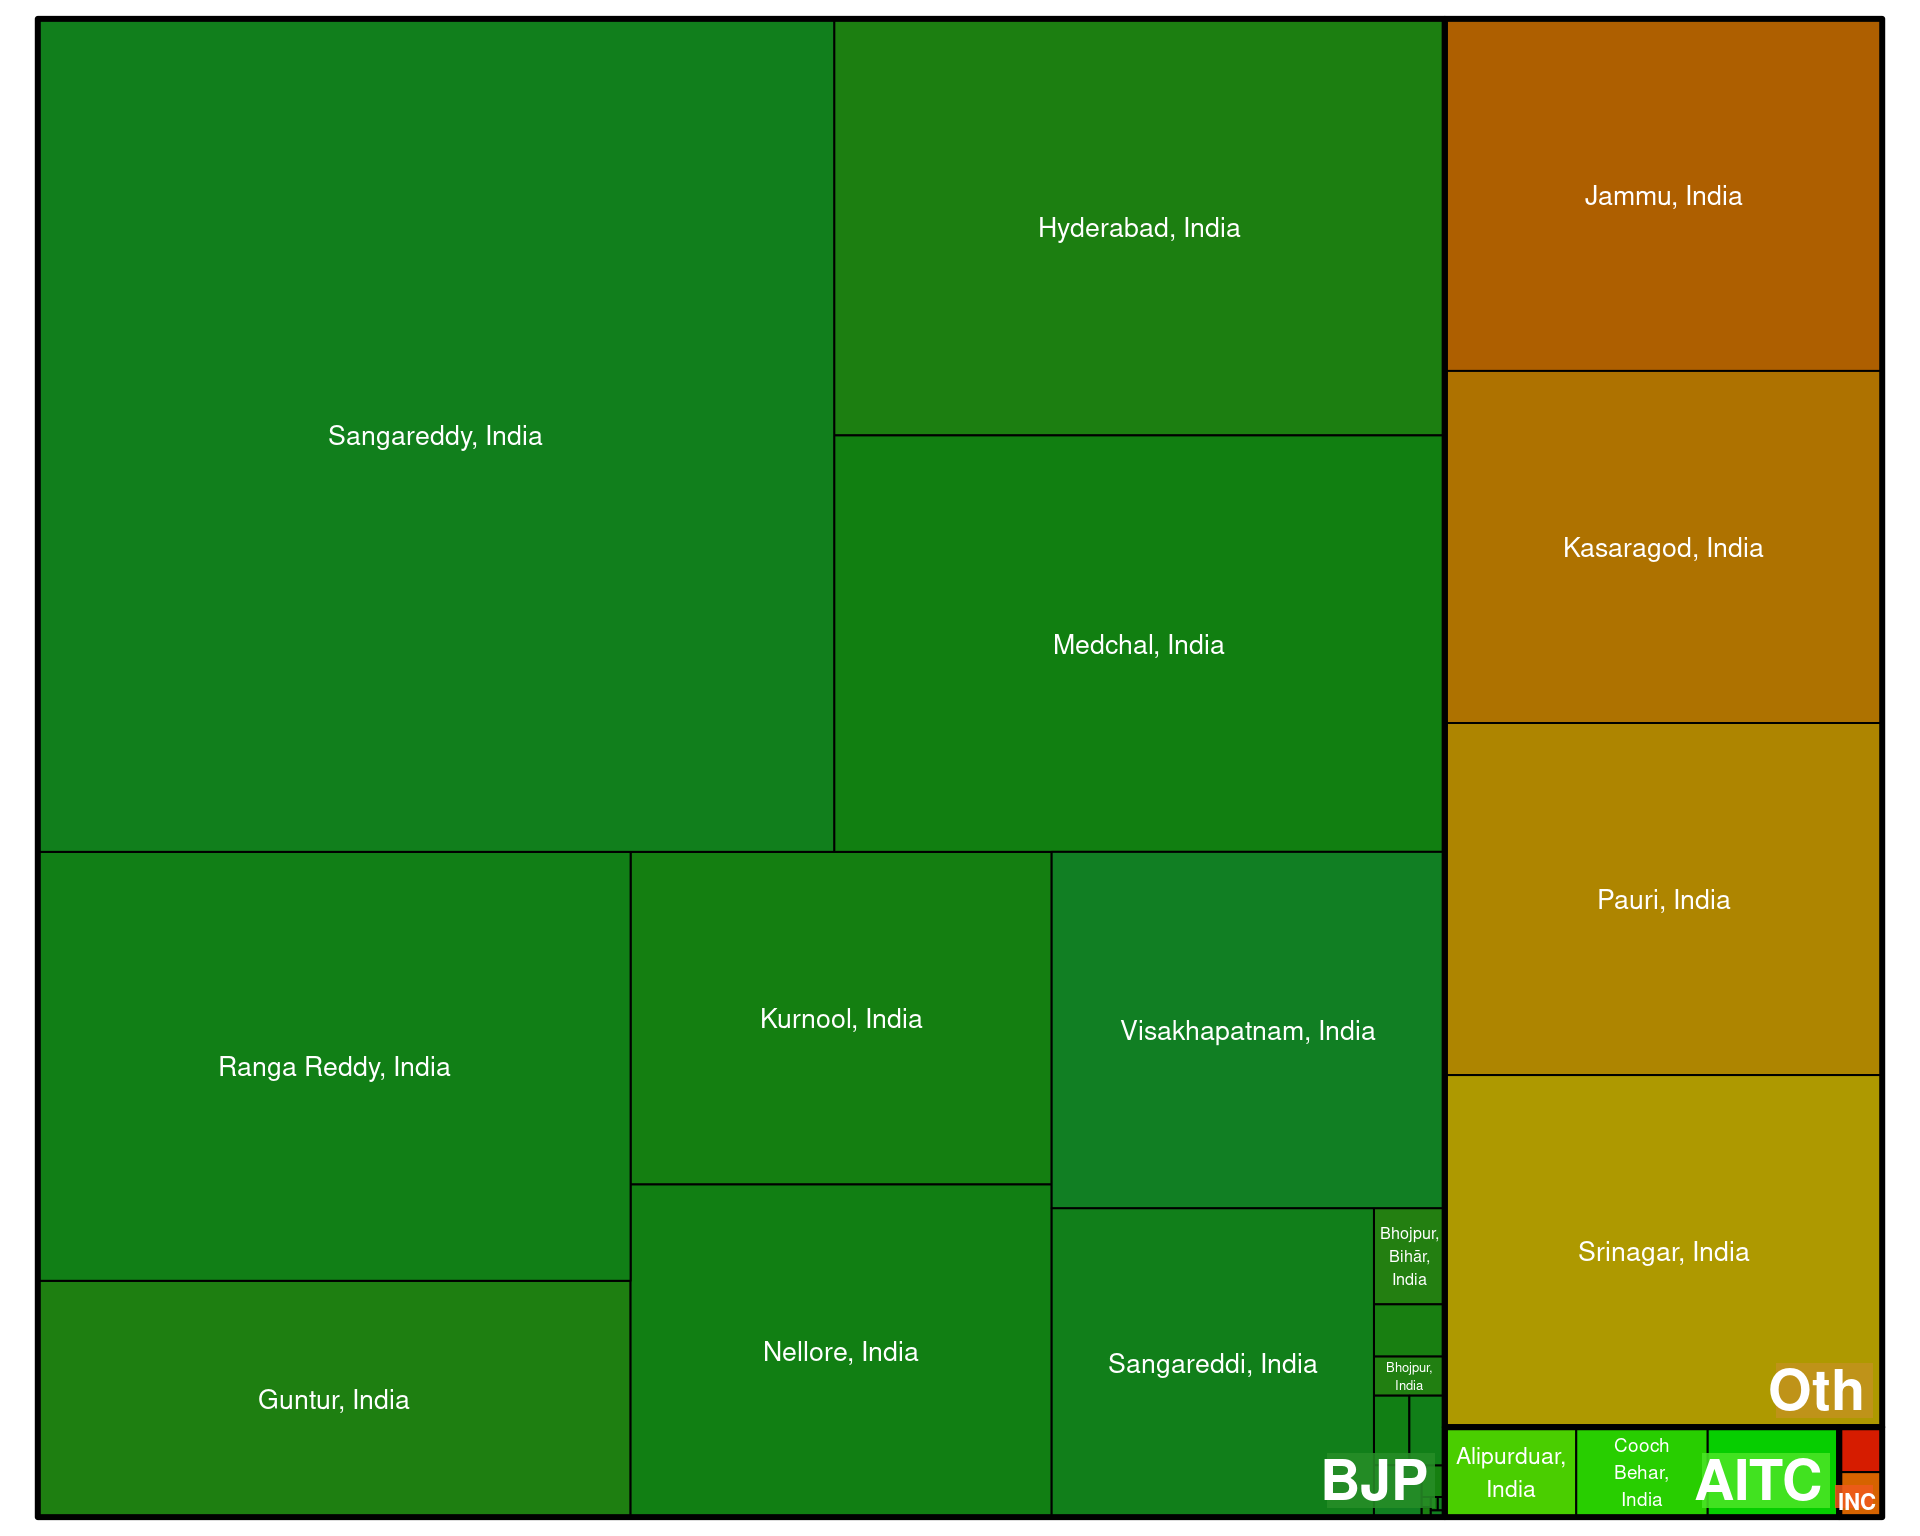 Sangareddy, India
Hyderabad, India
Medchal, India
Ranga Reddy, India
Guntur, India
Kurnool, India
Nellore, India
Visakhapatnam, India
Sangareddi, India
Bhojpur,
Bihār,
India
Bhojpur,
India
BJP
Jammu, India
Kasaragod, India
Pauri, India
Srinagar, India
Oth
Alipurduar,
India
Cooch
Behar,
India
AITC
INC